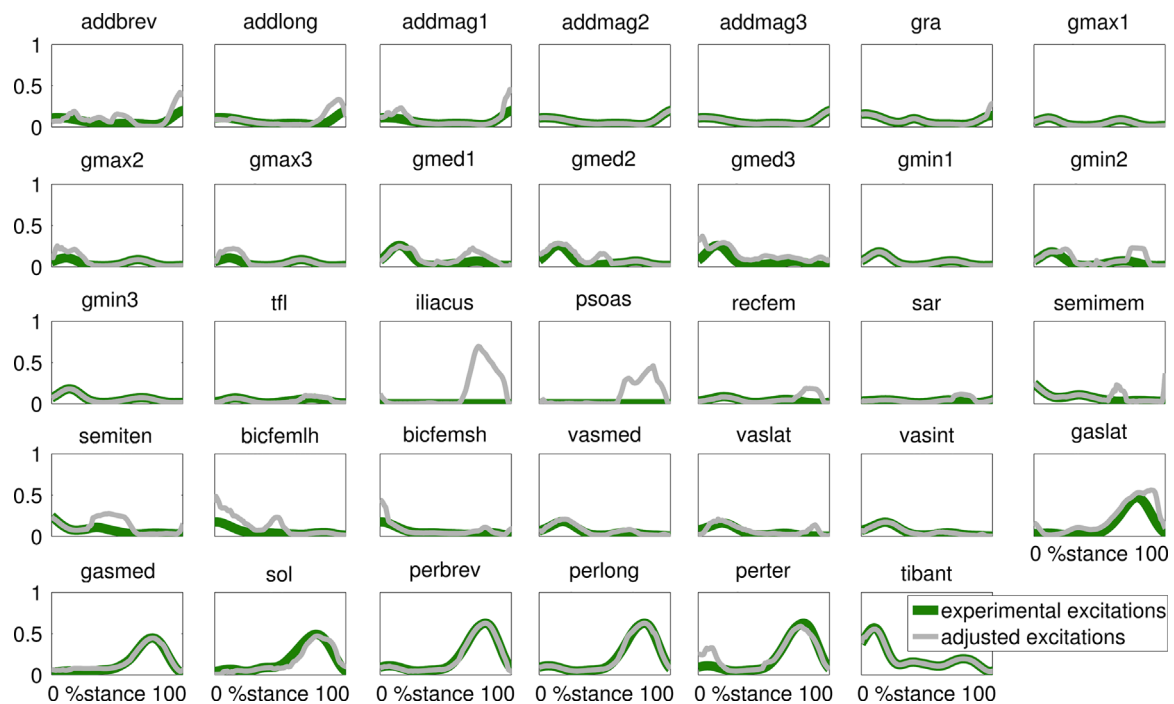 addbrev addlong addmag1 addmag2 addmag3 gra gmax1
1
0.5
0
gmax2 gmax3 gmed1 gmed2 gmed3 gmin1 gmin2
1
0.5
0
gmin3 tfl iliacus psoas recfem sar semimem
1
0.5
0
semiten bicfemlh bicfemsh vasmed vaslat vasint gaslat
1
0.5
0
0 %stance 100
gasmed sol perbrev perlong perter tibant
1
0.5
0
experimental excitations
adjusted excitations
0 %stance 100 0 %stance 100 0 %stance 100 0 %stance 100 0 %stance 100 0 %stance 100